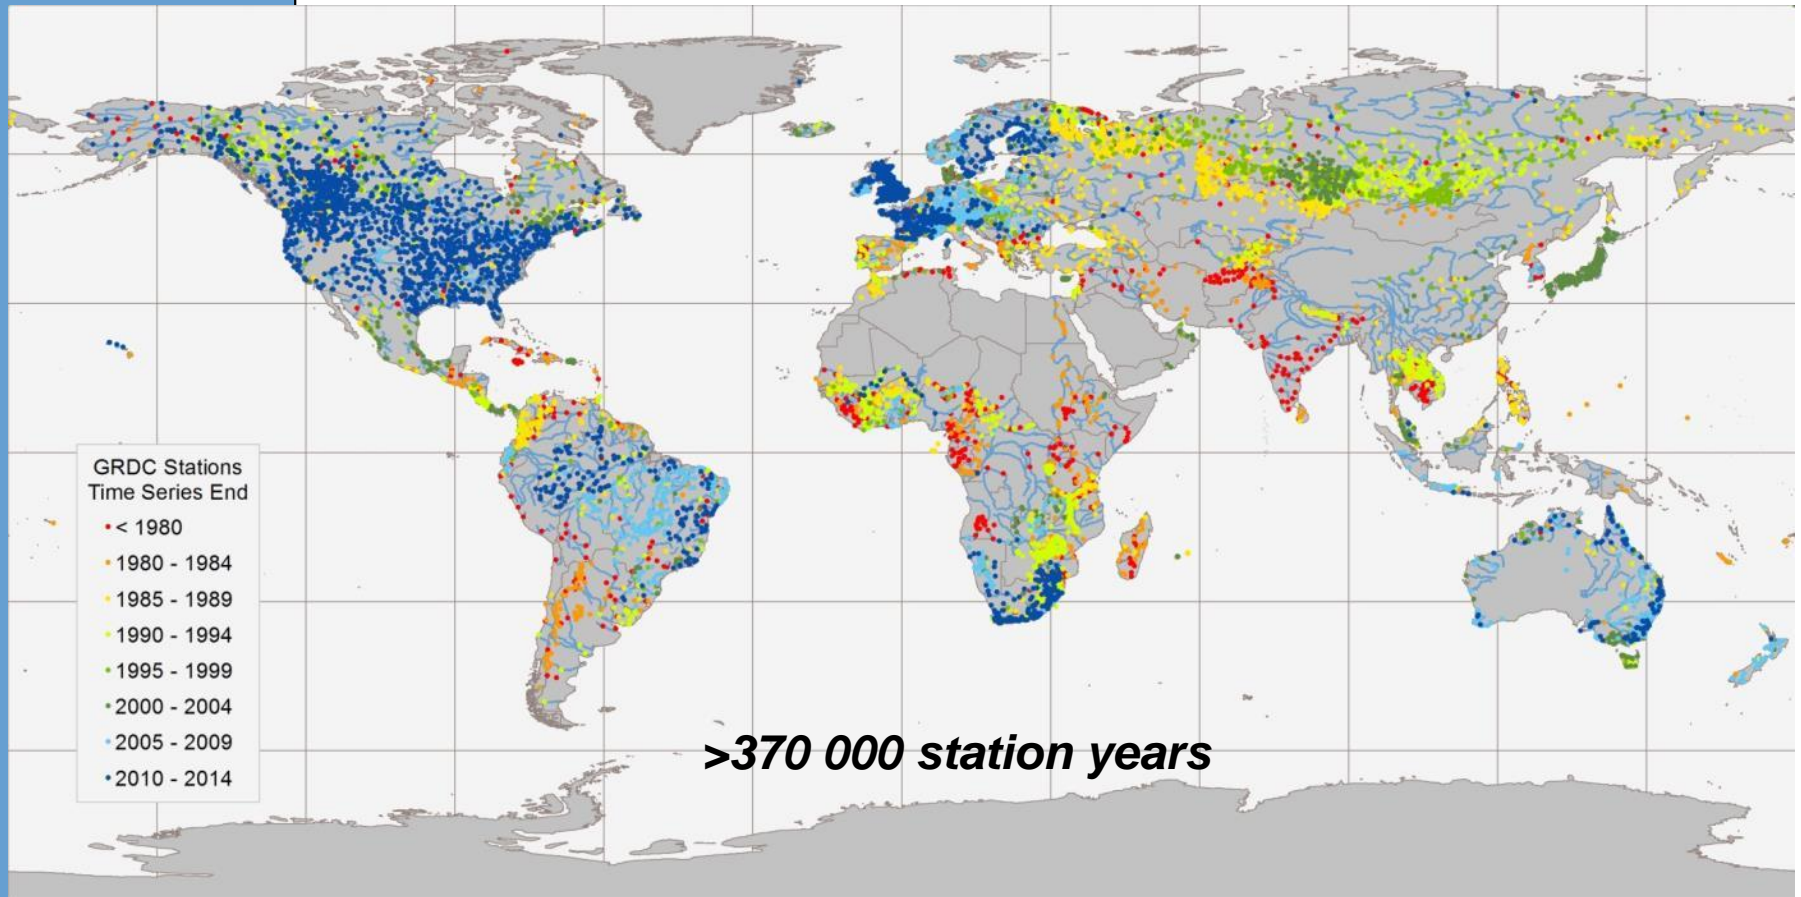 GRDC Stations
Time Series End
< 1980
1980 - 1984
1985 - 1989
1990 - 1994
1995 - 1999
2000 - 2004
2005 - 2009
2010 - 2014
>370 000 station years